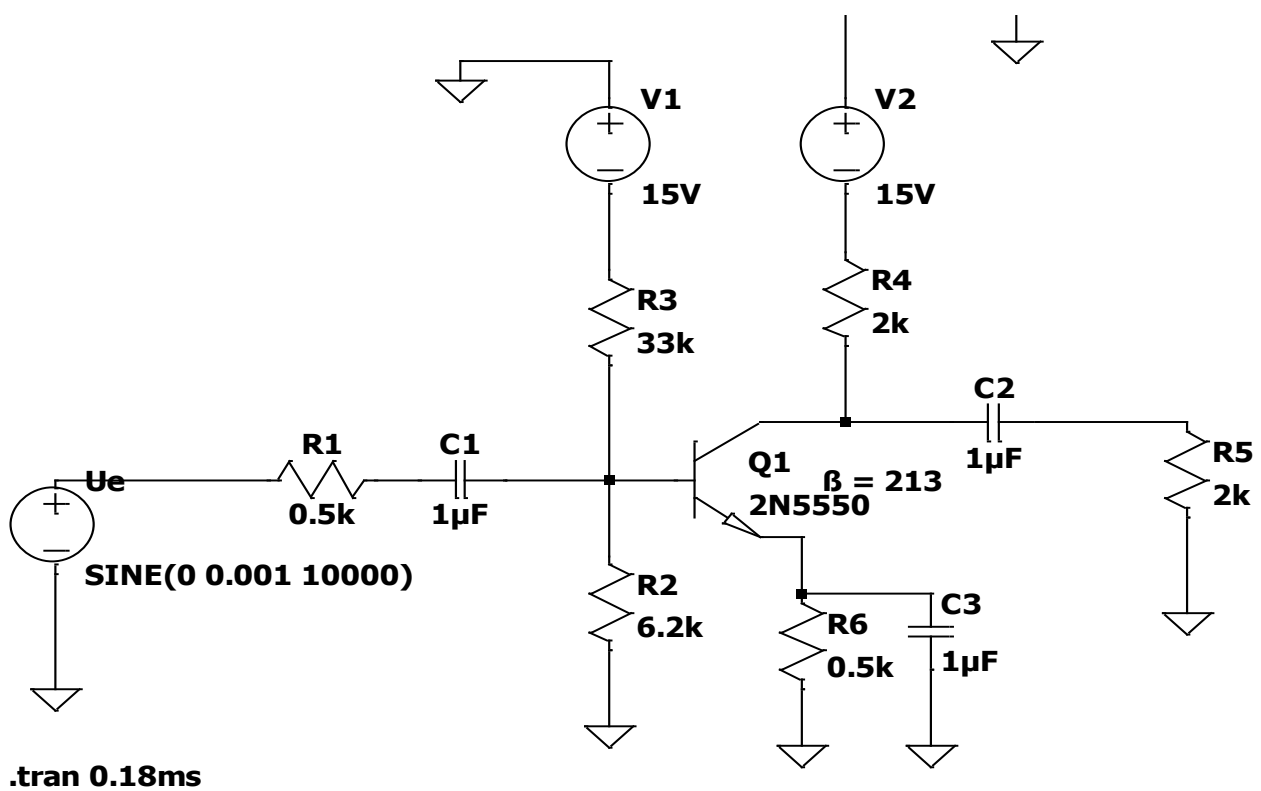 V1
+
15V
V2
+
15V
R3
33k
R4
2k
C2
1µF
R5
2k
Ue
+
SINE(0 0.001 10000)
R1
0.5k
C1
1µF
Q1
2N5550
ß = 213
R2
6.2k
R6
0.5k
C3
1µF
.tran 0.18ms